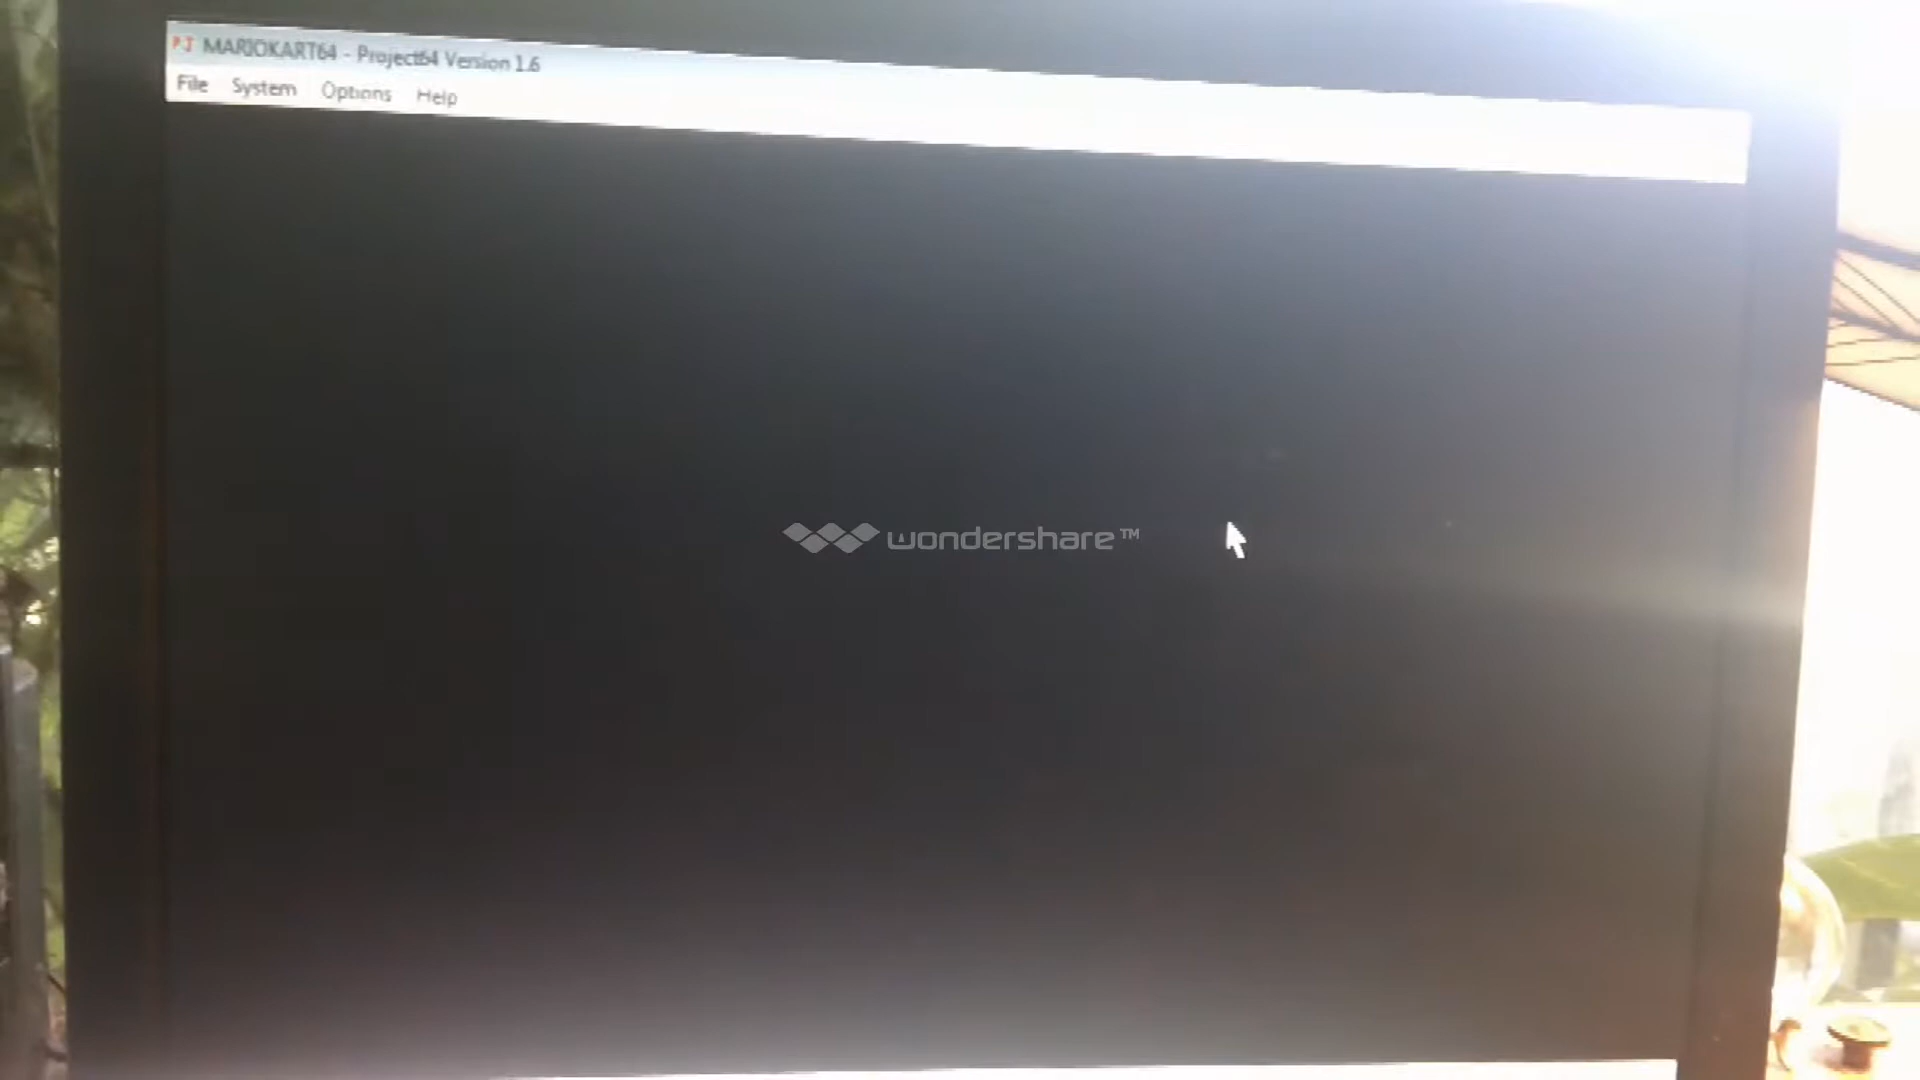 MARIOKART64 - Project64 Version 1.6
File System Options Help
wondershare™